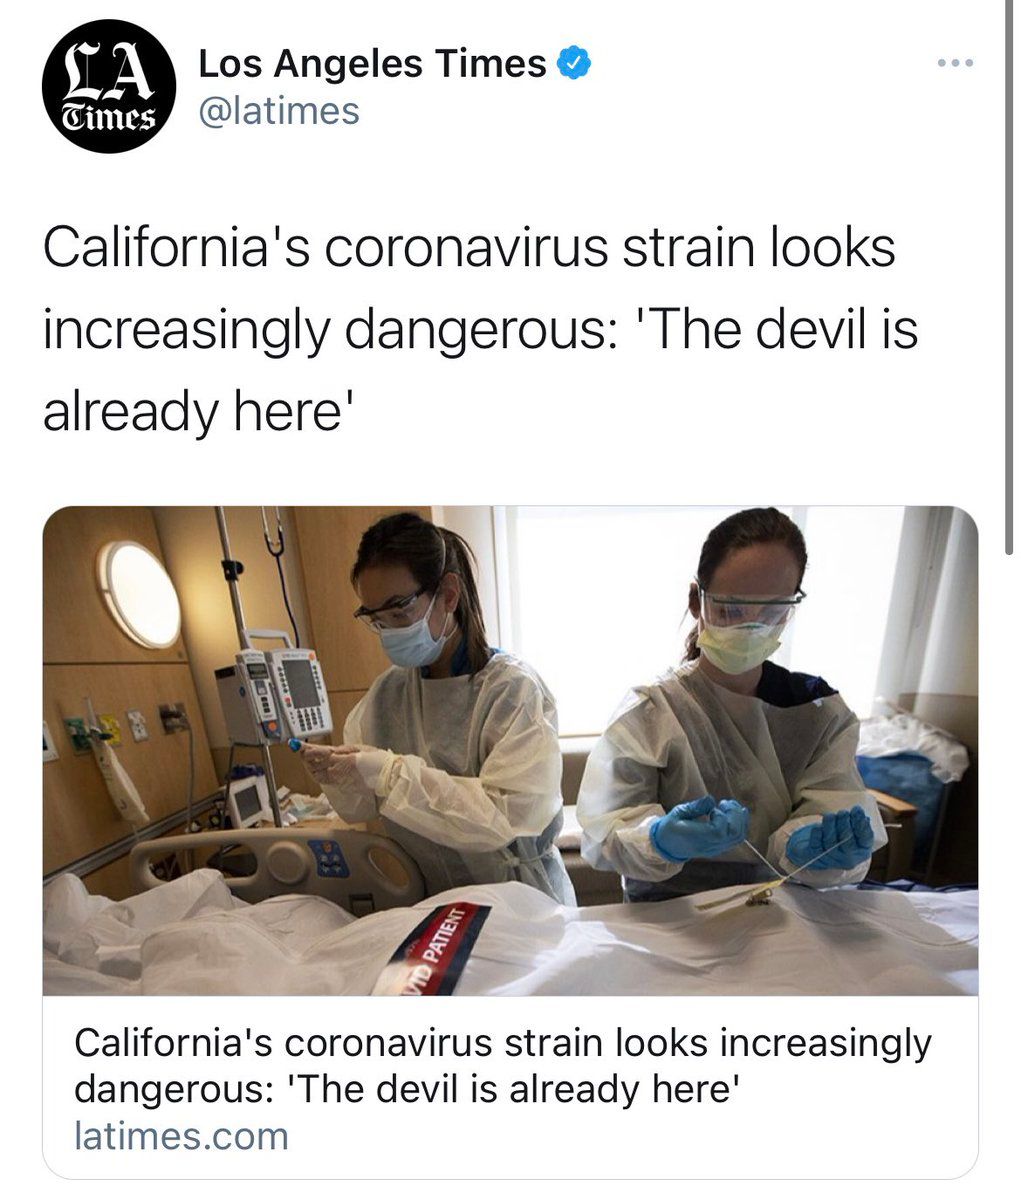 LA
Times
Los Angeles Times
@latimes
California's coronavirus strain looks
increasingly dangerous: 'The devil is
already here'
PATIENT
California's coronavirus strain looks increasingly
dangerous: 'The devil is already here'
latimes.com